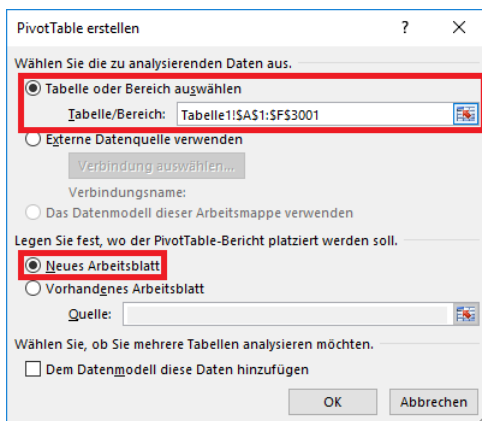 PivotTable erstellen ? ×
Wählen Sie die zu analysierenden Daten aus.
Tabelle oder Bereich auswählen
Tabelle/Bereich: Tabelle1!$A$1:$F$3001
Externe Datenquelle verwenden
Verbindung auswählen...
Verbindungsname:
Das Datenmodell dieser Arbeitsmappe verwenden
Legen Sie fest, wo der PivotTable-Bericht platziert werden soll.
Neues Arbeitsblatt
Vorhandenes Arbeitsblatt
Quelle:
Wählen Sie, ob Sie mehrere Tabellen analysieren möchten.
Dem Datenmodell diese Daten hinzufügen
OK Abbrechen